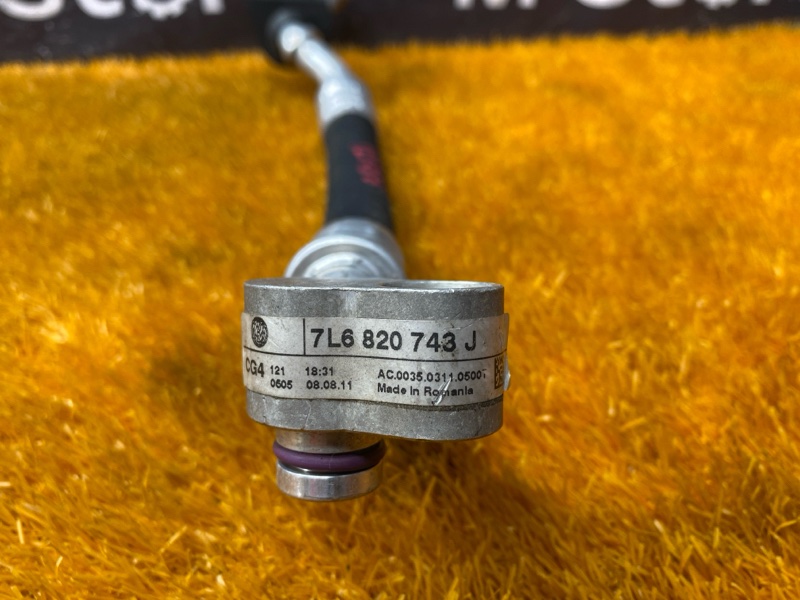 7L6 820 743 J
CG4 121 18:31 AC.0035.0311.0500
0605 08.08.11 Made in Romania